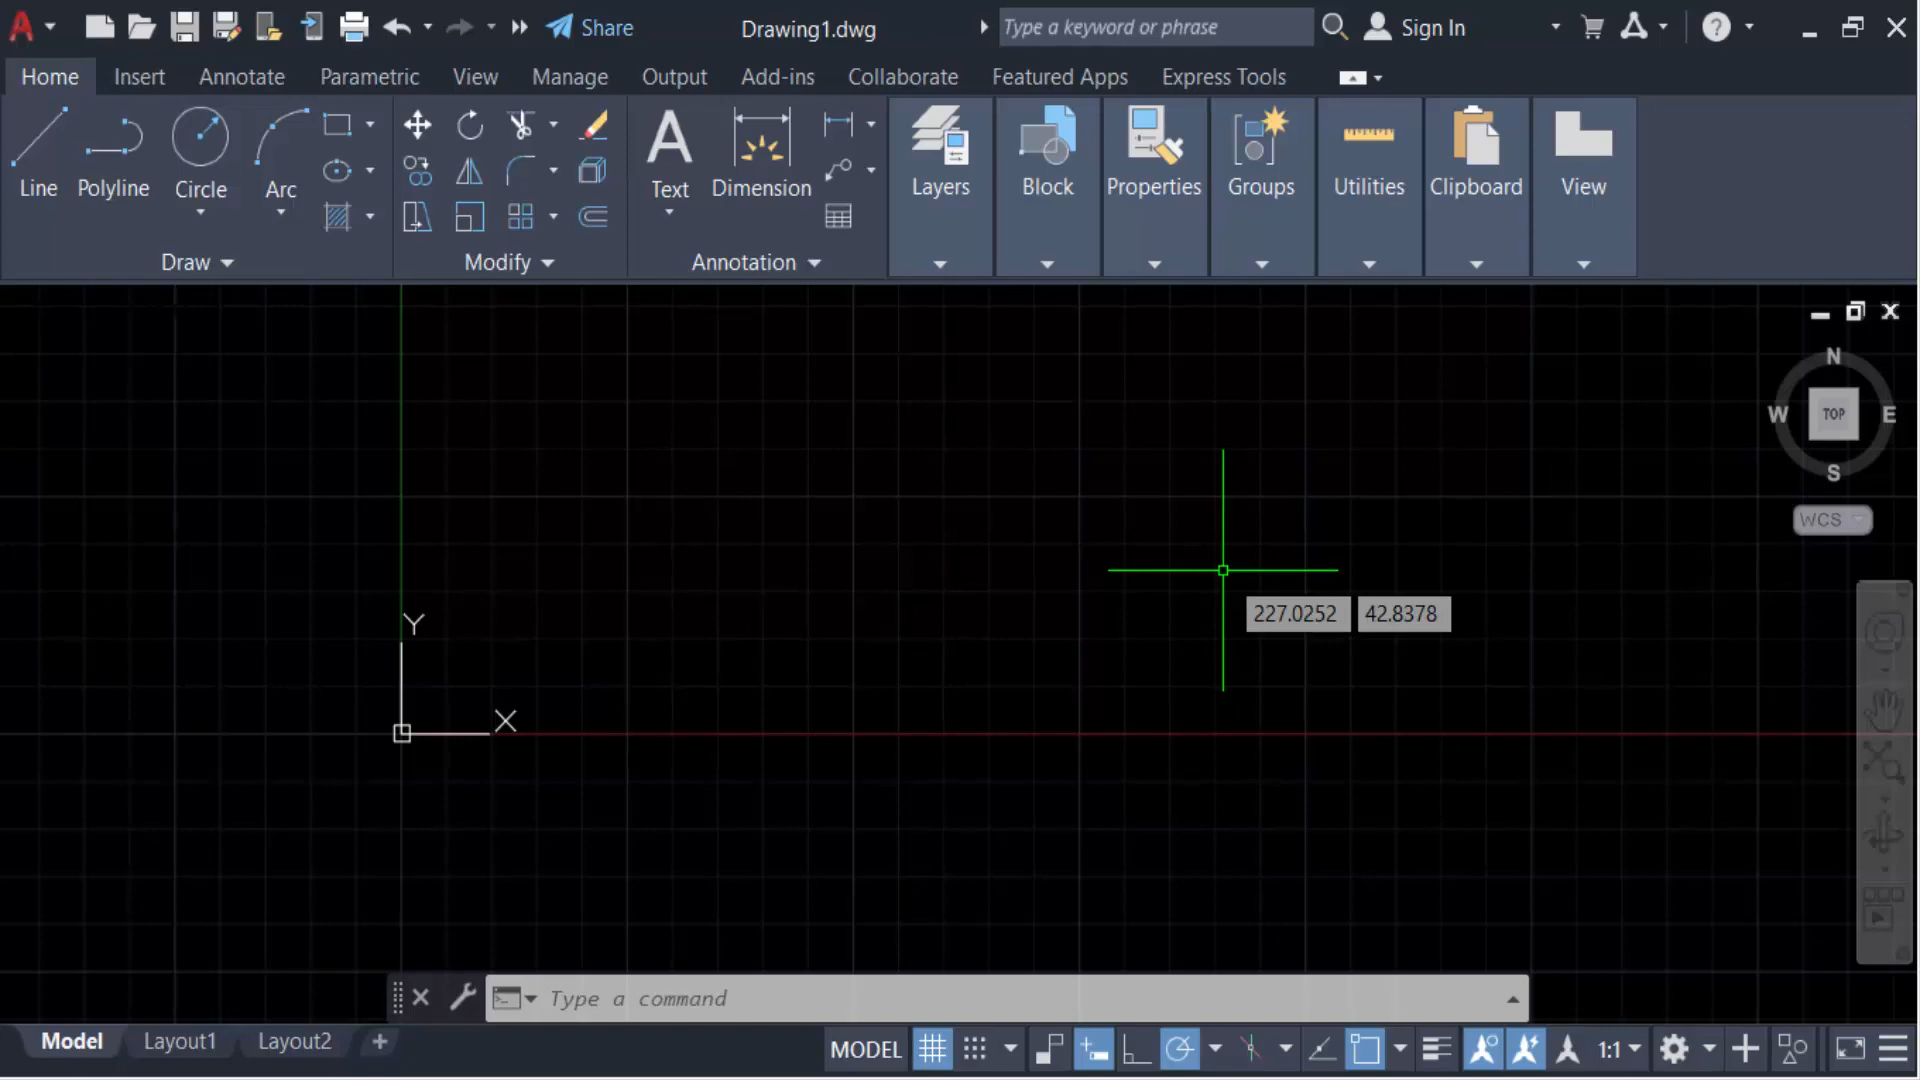 Share
Drawing1.dwg
Type a keyword or phrase
Sign In
Home
Insert
Annotate
Parametric
View
Manage
Output
Add-ins
Collaborate
Featured Apps
Express Tools
Line
Polyline
Circle
Arc
Text
Dimension
Layers
Block
Properties
Groups
Utilities
Clipboard
View
Draw
Modify
Annotation
N
W
TOP
E
S
WCS
227.0252
42.8378
Y
X
Type a command
Model
Layout1
Layout2
MODEL
1:1